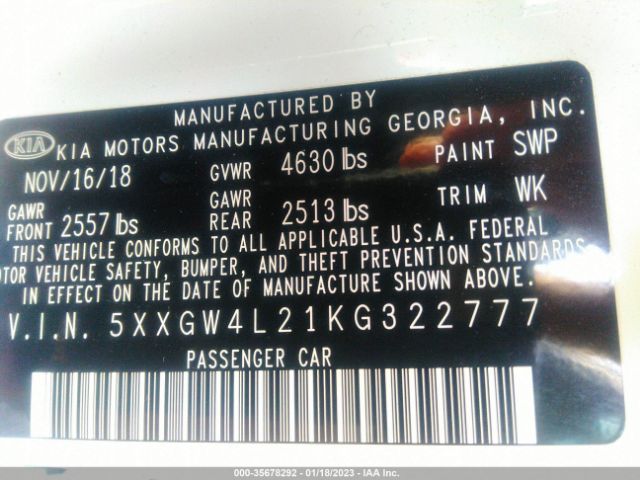 MANUFACTURED BY
KIA KIA MOTORS MANUFACTURING GEORGIA, INC.
NOV/16/18 GVWR 4630 lbs PAINT SWP
GAWR FRONT 2557 lbs GAWR REAR 2513 lbs TRIM WK
THIS VEHICLE CONFORMS TO ALL APPLICABLE U.S.A. FEDERAL
MOTOR VEHICLE SAFETY, BUMPER, AND THEFT PREVENTION STANDARDS
IN EFFECT ON THE DATE OF MANUFACTURE SHOWN ABOVE.
V.I.N. 5XXGW4L21KG322777
PASSENGER CAR
000-35678292 - 01/18/2023 - IAA Inc.